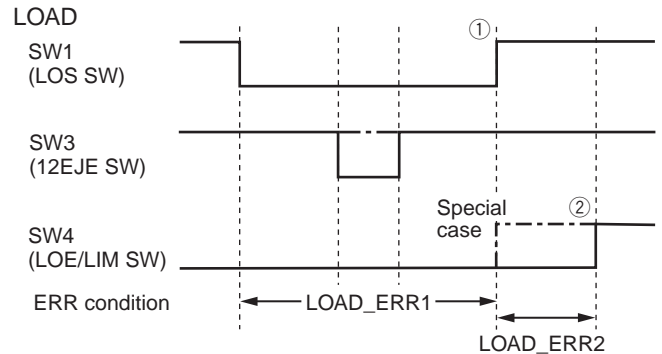 LOAD
①
SW1
(LOS SW)
SW3
(12EJE SW)
Special
case
②
SW4
(LOE/LIM SW)
ERR condition
LOAD_ERR1
LOAD_ERR2